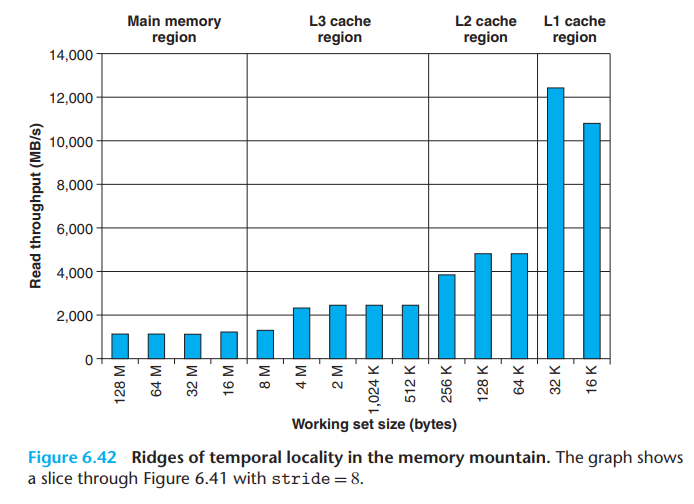 Main memory region
L3 cache region
L2 cache region
L1 cache region
14,000
12,000
10,000
8,000
6,000
4,000
2,000
0
Read throughput (MB/s)
128 M
64 M
32 M
16 M
8 M
4 M
2 M
1,024 K
512 K
256 K
128 K
64 K
32 K
16 K
Working set size (bytes)
Figure 6.42 Ridges of temporal locality in the memory mountain. The graph shows
a slice through Figure 6.41 with stride = 8.